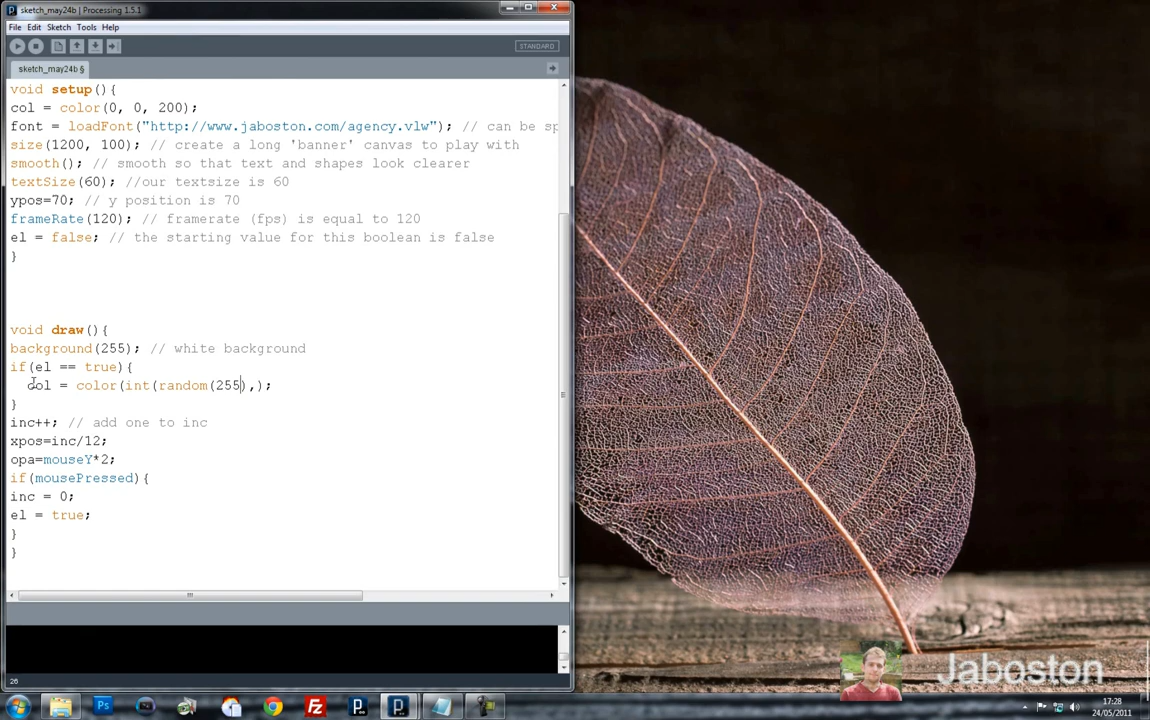 sketch_may24b | Processing 1.5.1
File Edit Sketch Tools Help
STANDARD
sketch_may24b §
void setup(){
col = color(0, 0, 200);
font = loadFont("http://www.jaboston.com/agency.vlw"); // can be sp
size(1200, 100); // create a long 'banner' canvas to play with
smooth(); // smooth so that text and shapes look clearer
textSize(60); //our textsize is 60
ypos=70; // y position is 70
frameRate(120); // framerate (fps) is equal to 120
el = false; // the starting value for this boolean is false
}
void draw(){
background(255); // white background
if(el == true){
col = color(int(random(255),);
}
inc++; // add one to inc
xpos=inc/12;
opa=mouseY*2;
if(mousePressed){
inc = 0;
el = true;
}
}
26
Jaboston
Ps
Fz
17:28
24/05/2011